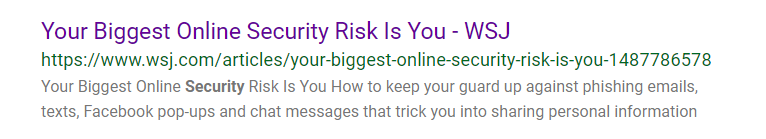 Your Biggest Online Security Risk Is You - WSJ
https://www.wsj.com/articles/your-biggest-online-security-risk-is-you-1487786578
Your Biggest Online Security Risk Is You How to keep your guard up against phishing emails,
texts, Facebook pop-ups and chat messages that trick you into sharing personal information